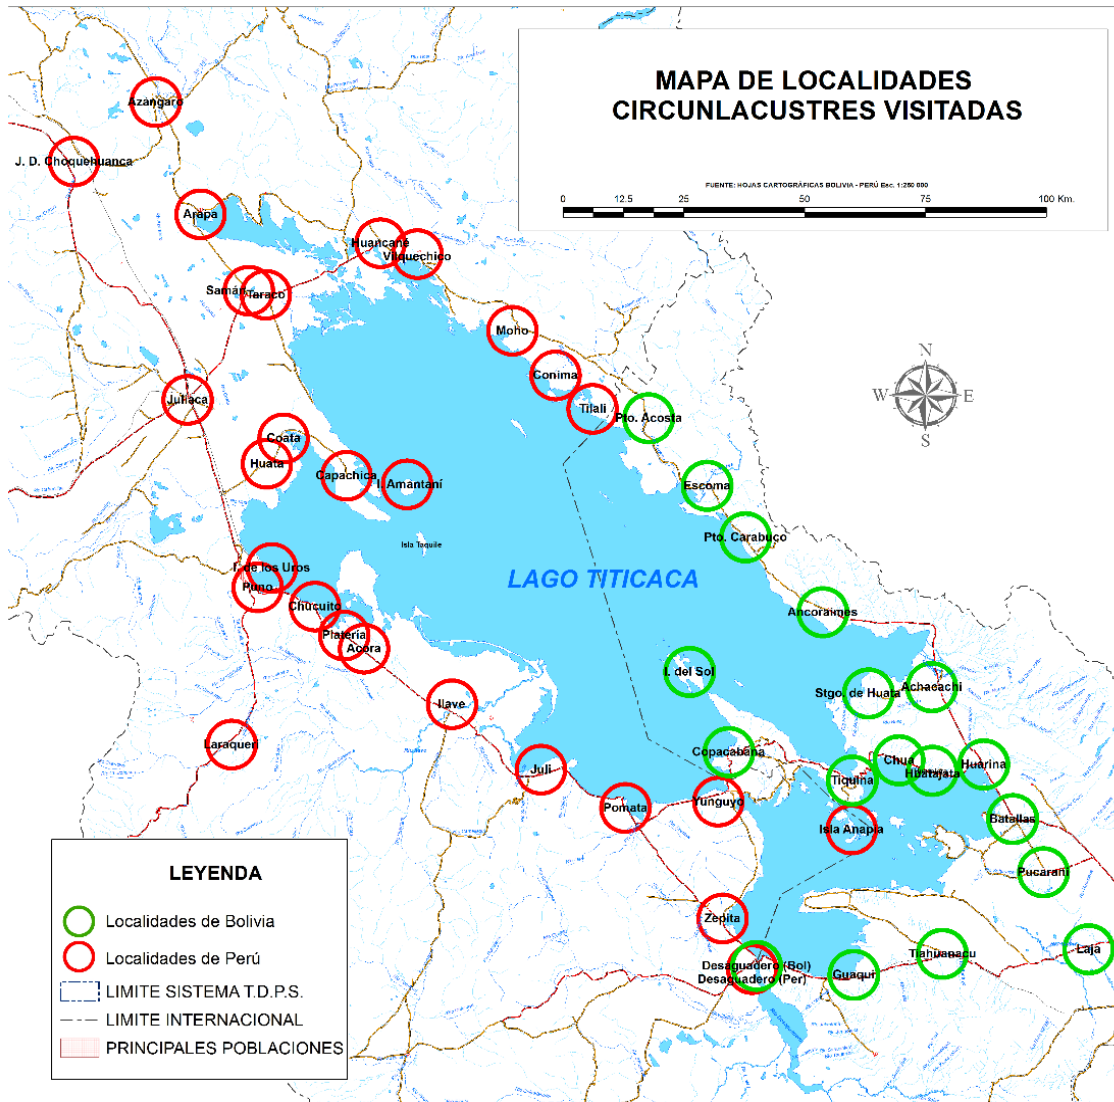 MAPA DE LOCALIDADES
CIRCUNLACUSTRES VISITADAS
FUENTE: HOJAS CARTOGRÁFICAS BOLIVIA - PERÚ Esc. 1:250 000
0 12.5 25 50 75 100 Km.
Azángaro
J. D. Choquehuanca
Arapa
Huancané
Vilquechico
Samán
Taraco
Moho
Conima
Tilali
Juliaca
Pto. Acosta
Coata
Huata
Capachica
I. Amantaní
Escoma
Isla Taquile
Pto. Carabuco
I. de los Uros
Puno
LAGO TITICACA
Chucuito
Ancoraimes
Platería
Acora
I. del Sol
Stgo. de Huata
Achacachi
Ilave
Laraqueri
Copacabana
Juli
Chua
Huatajata
Huarina
Tiquina
Pomata
Yunguyo
Isla Anapia
Batallas
Pucarani
Zepita
Laja
Tiahuanacu
Desaguadero (Bol)
Desaguadero (Per)
Guaqui
N
W E
S
LEYENDA
Localidades de Bolivia
Localidades de Perú
LIMITE SISTEMA T.D.P.S.
LIMITE INTERNACIONAL
PRINCIPALES POBLACIONES